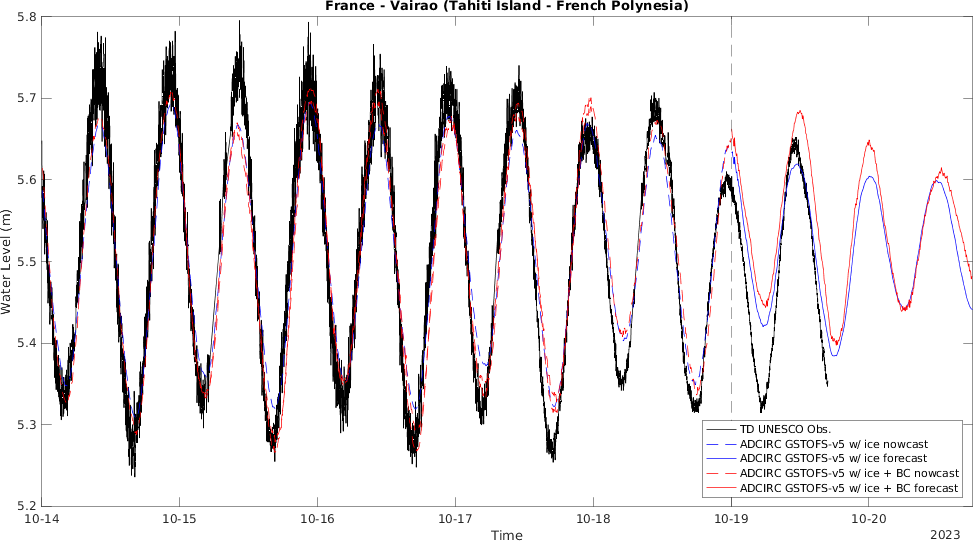 France - Vairao (Tahiti Island - French Polynesia)
5.8
5.7
5.6
5.5
5.4
5.3
5.2
Water Level (m)
TD UNESCO Obs.
ADCIRC GSTOFS-v5 w/ ice nowcast
ADCIRC GSTOFS-v5 w/ ice forecast
ADCIRC GSTOFS-v5 w/ ice + BC nowcast
ADCIRC GSTOFS-v5 w/ ice + BC forecast
10-14 10-15 10-16 10-17 10-18 10-19 10-20
Time 2023